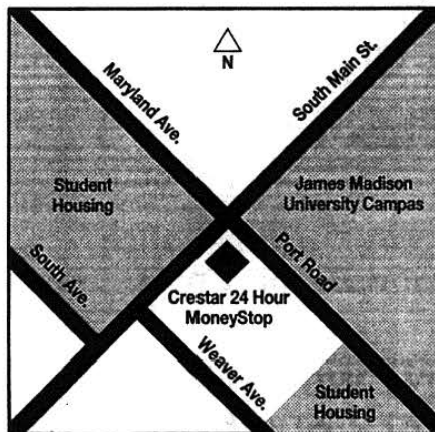 N
Maryland Ave.
South Main St.
Student
Housing
James Madison
University Campas
South Ave.
Port Road
Crestar 24 Hour
MoneyStop
Weaver Ave.
Student
Housing